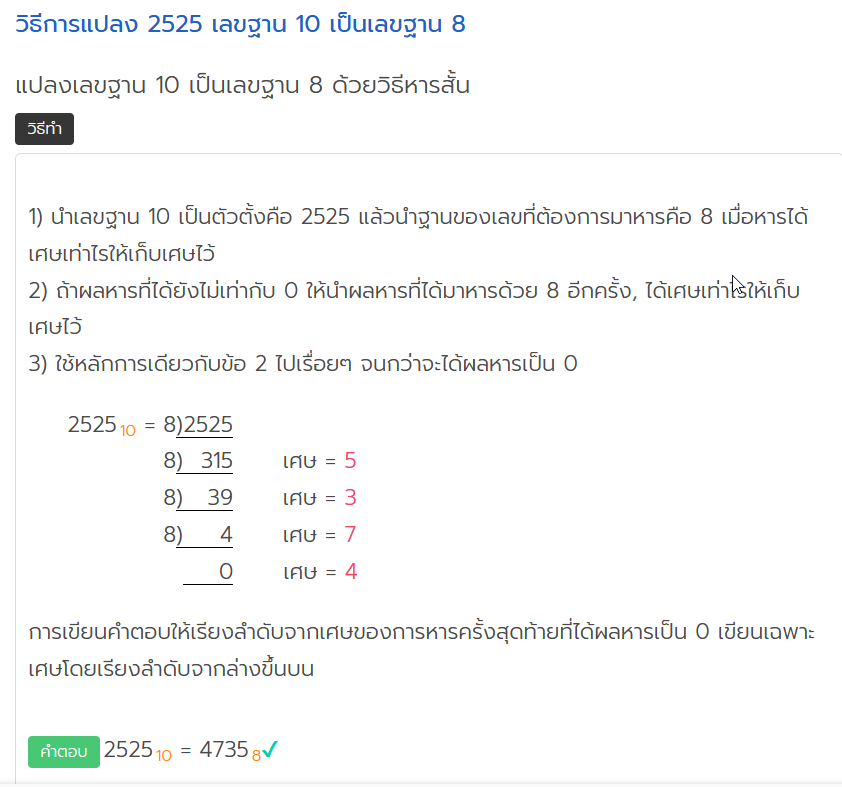 วิธีการแปลง 2525 เลขฐาน 10 เป็นเลขฐาน 8
แปลงเลขฐาน 10 เป็นเลขฐาน 8 ด้วยวิธีหารสั้น
วิธีทำ
1) นำเลขฐาน 10 เป็นตัวตั้งคือ 2525 แล้วนำฐานของเลขที่ต้องการมาหารคือ 8 เมื่อหารได้
เศษเท่าไรให้เก็บเศษไว้
2) ถ้าผลหารที่ได้ยังไม่เท่ากับ 0 ให้นำผลหารที่ได้มาหารด้วย 8 อีกครั้ง, ได้เศษเท่าไรให้เก็บ
เศษไว้
3) ใช้หลักการเดียวกับข้อ 2 ไปเรื่อยๆ จนกว่าจะได้ผลหารเป็น 0
2525 10 = 8)2525
8) 315 เศษ = 5
8) 39 เศษ = 3
8) 4 เศษ = 7
0 เศษ = 4
การเขียนคำตอบให้เรียงลำดับจากเศษของการหารครั้งสุดท้ายที่ได้ผลหารเป็น 0 เขียนเฉพาะ
เศษโดยเรียงลำดับจากล่างขึ้นบน
คำตอบ 2525 10 = 4735 8✓